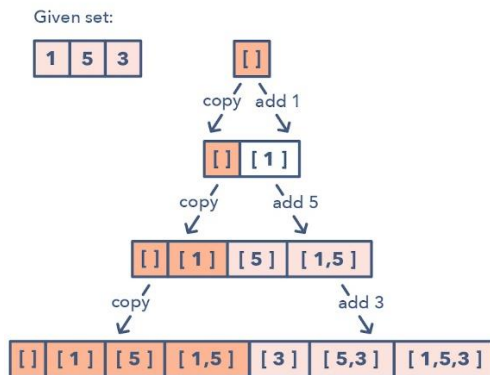 Given set:
1 5 3
[ ]
copy add 1
[ ] [ 1 ]
copy add 5
[ ] [ 1 ] [ 5 ] [ 1,5 ]
copy add 3
[ ] [ 1 ] [ 5 ] [ 1,5 ] [ 3 ] [ 5,3 ] [ 1,5,3 ]